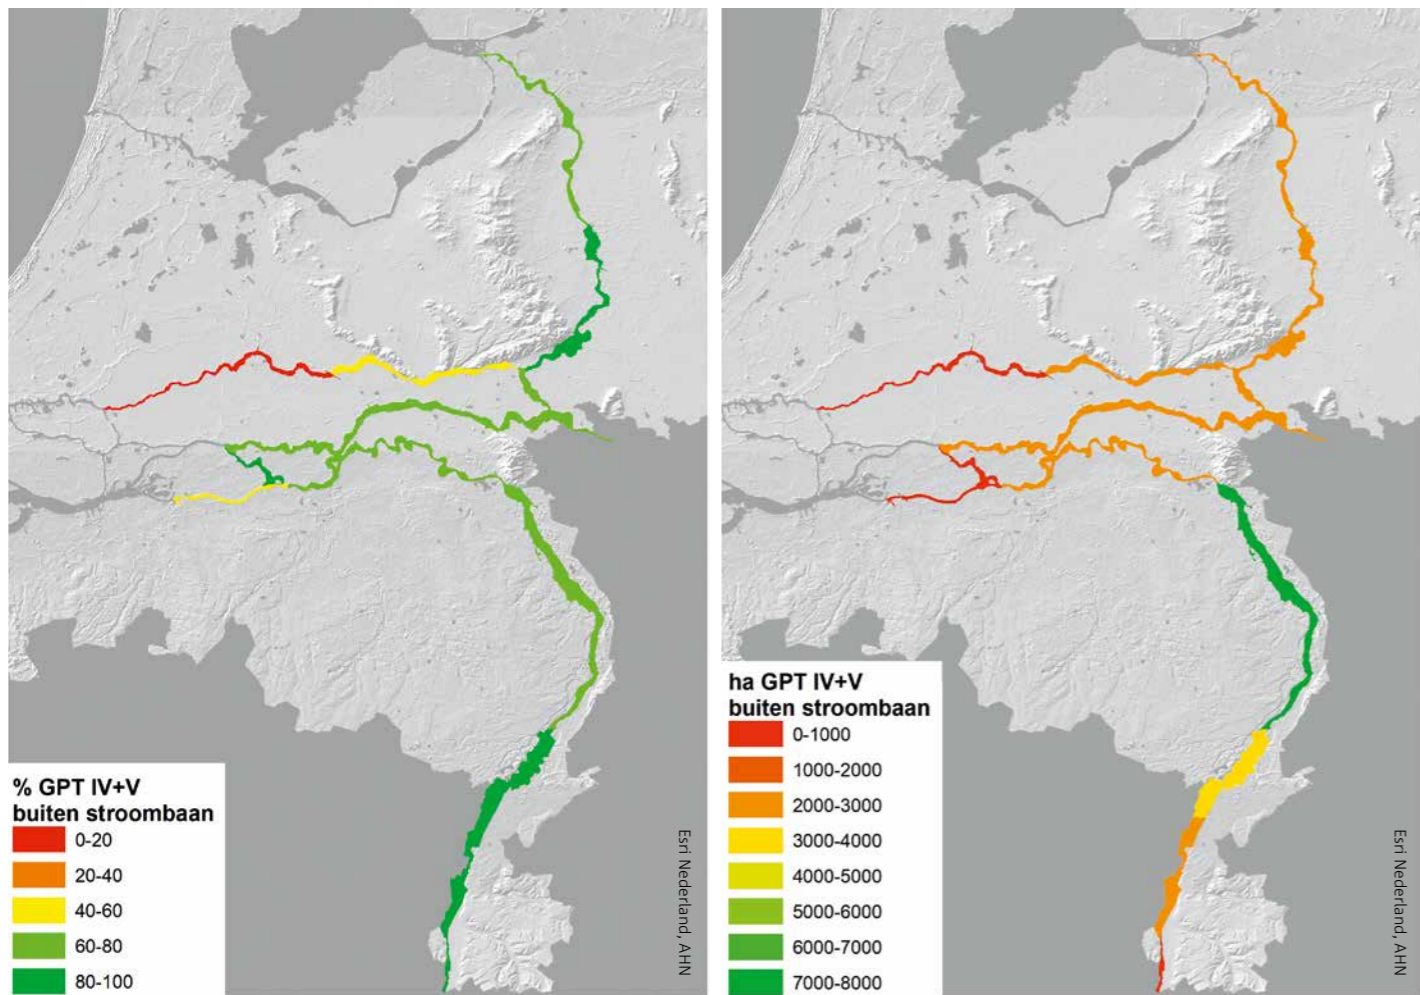 % GPT IV+V
buiten stroombaan
0-20
20-40
40-60
60-80
80-100
Esri Nederland, AHN
ha GPT IV+V
buiten stroombaan
0-1000
1000-2000
2000-3000
3000-4000
4000-5000
5000-6000
6000-7000
7000-8000
Esri Nederland, AHN